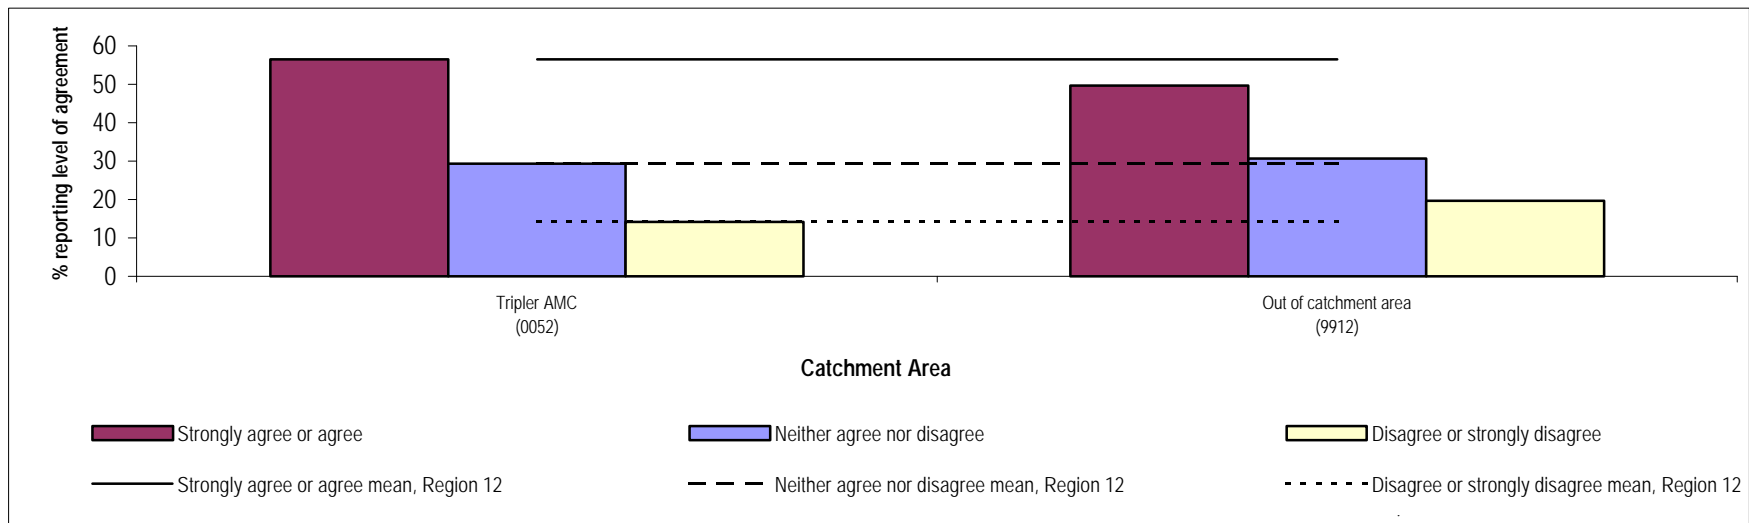 % reporting level of agreement
60
50
40
30
20
10
0
Tripler AMC
(0052)
Out of catchment area
(9912)
Catchment Area
Strongly agree or agree
Neither agree nor disagree
Disagree or strongly disagree
Strongly agree or agree mean, Region 12
Neither agree nor disagree mean, Region 12
Disagree or strongly disagree mean, Region 12